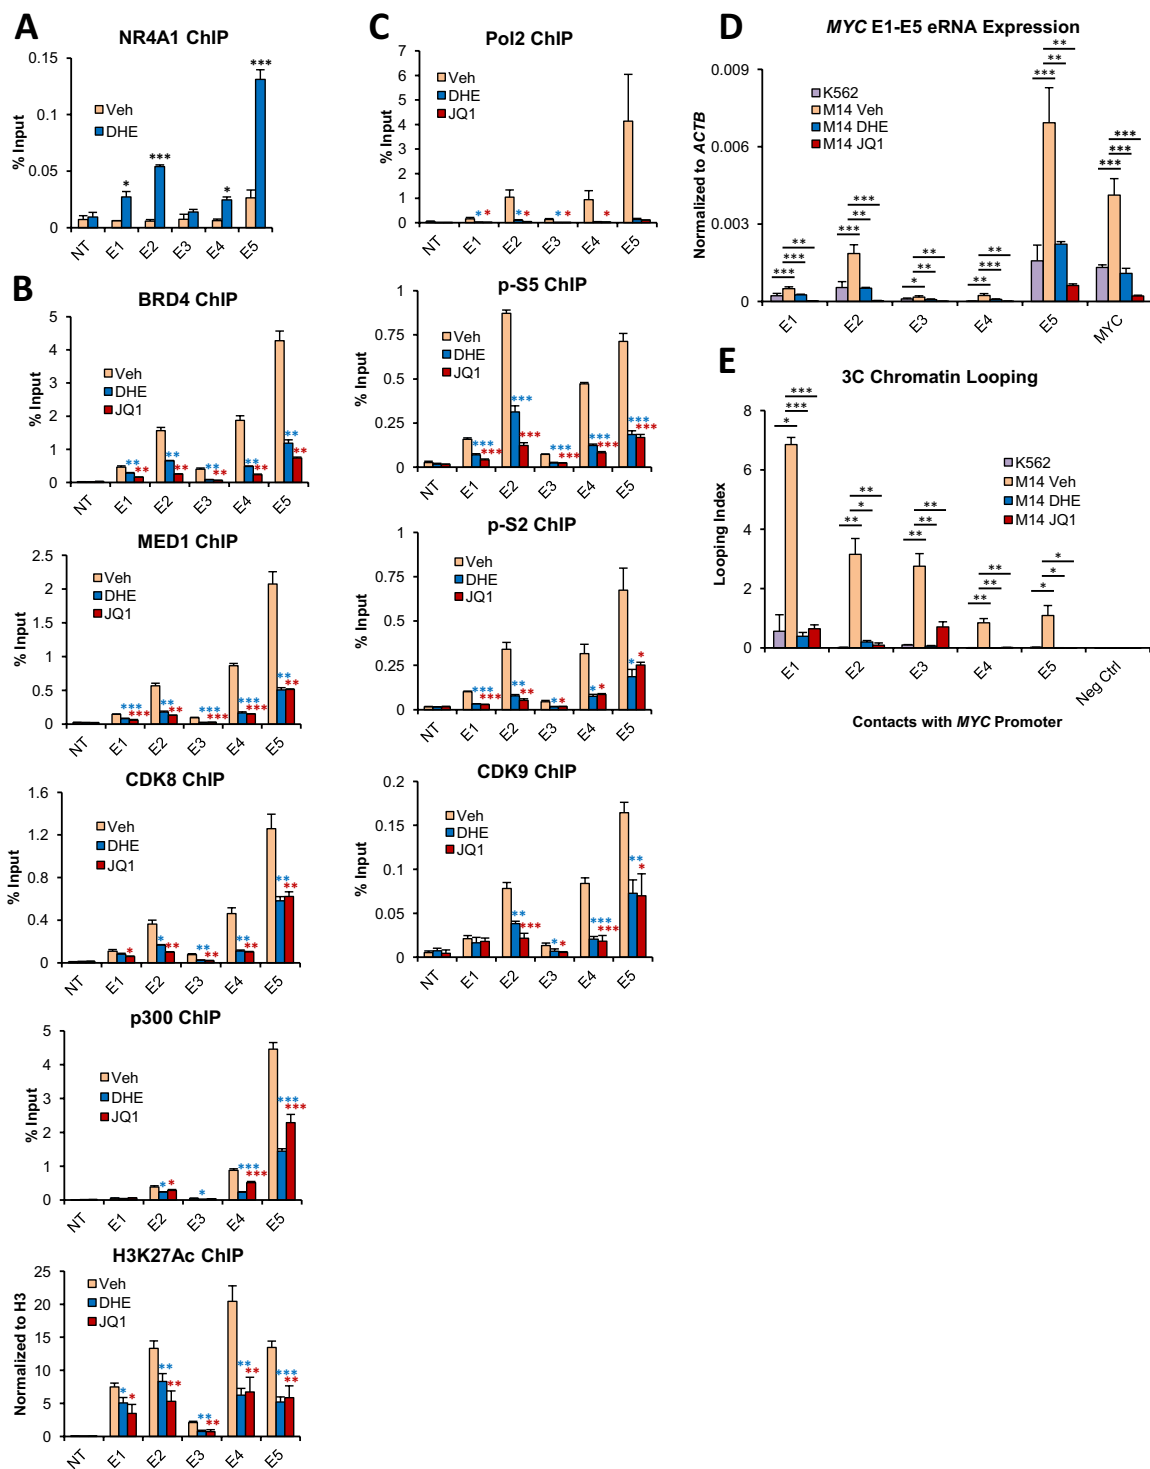 A
NR4A1 ChIP
% Input
0.15
0.1
0.05
0
Veh
DHE
*
***
*
***
NT
E1
E2
E3
E4
E5
B
BRD4 ChIP
% Input
5
4
3
2
1
0
Veh
DHE
JQ1
** **
** **
** **
** **
** **
NT
E1
E2
E3
E4
E5
MED1 ChIP
% Input
2.5
2
1.5
1
0.5
0
Veh
DHE
JQ1
*** ***
** **
*** ***
*** ***
** **
NT
E1
E2
E3
E4
E5
CDK8 ChIP
% Input
1.6
1.2
0.8
0.4
0
Veh
DHE
JQ1
*
* **
** **
** **
** **
NT
E1
E2
E3
E4
E5
p300 ChIP
% Input
5
4
3
2
1
0
Veh
DHE
JQ1
* *
*
*** ***
*** ***
NT
E1
E2
E3
E4
E5
H3K27Ac ChIP
Normalized to H3
25
20
15
10
5
0
Veh
DHE
JQ1
* *
** **
** **
** **
*** **
NT
E1
E2
E3
E4
E5
C
Pol2 ChIP
% Input
7
6
5
4
3
2
1
0
Veh
DHE
JQ1
* *
* *
* *
*
NT
E1
E2
E3
E4
E5
p-S5 ChIP
% Input
1
0.75
0.5
0.25
0
Veh
DHE
JQ1
*** ***
*** ***
*** ***
*** ***
*** ***
NT
E1
E2
E3
E4
E5
p-S2 ChIP
% Input
1
0.75
0.5
0.25
0
Veh
DHE
JQ1
*** ***
** **
* *
* *
* *
NT
E1
E2
E3
E4
E5
CDK9 ChIP
% Input
0.2
0.15
0.1
0.05
0
Veh
DHE
JQ1
** ***
* *
*** ***
** *
NT
E1
E2
E3
E4
E5
D
MYC E1-E5 eRNA Expression
Normalized to ACTB
0.009
0.006
0.003
0
K562
M14 Veh
M14 DHE
M14 JQ1
**
***
***
***
**
***
**
**
*
**
***
**
**
**
***
***
***
***
E1
E2
E3
E4
E5
MYC
E
3C Chromatin Looping
Looping Index
8
6
4
2
0
K562
M14 Veh
M14 DHE
M14 JQ1
***
***
*
**
*
**
**
**
**
**
**
**
*
*
*
E1
E2
E3
E4
E5
Neg Ctrl
Contacts with MYC Promoter